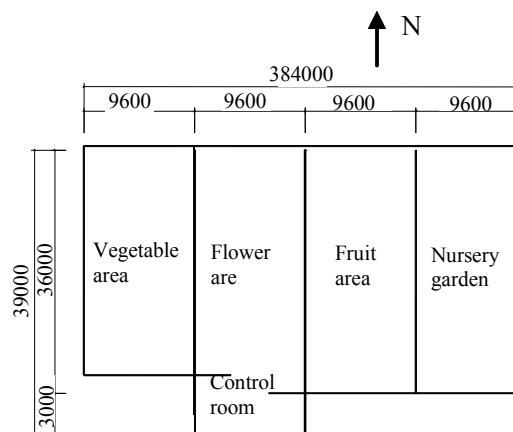 N
384000
9600 9600 9600 9600
39000
36000
3000
Vegetable
area
Flower
are
Fruit
area
Nursery
garden
Control
room